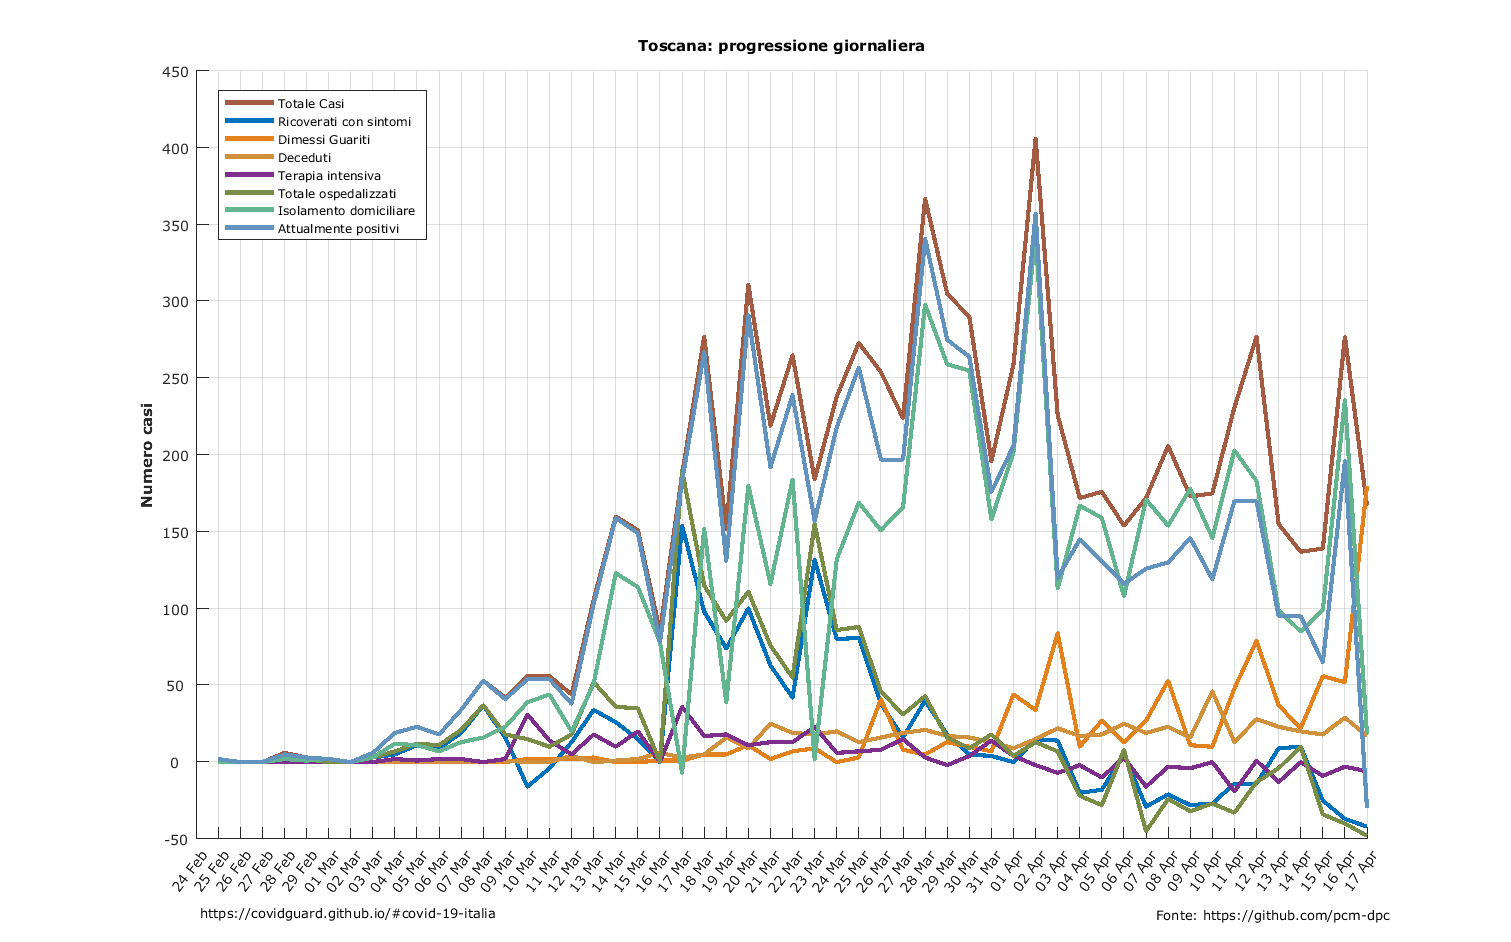 Toscana: progressione giornaliera
450
400
350
300
250
200
150
100
50
0
-50
Numero casi
Totale Casi
Ricoverati con sintomi
Dimessi Guariti
Deceduti
Terapia intensiva
Totale ospedalizzati
Isolamento domiciliare
Attualmente positivi
24 Feb
25 Feb
26 Feb
27 Feb
28 Feb
29 Feb
01 Mar
02 Mar
03 Mar
04 Mar
05 Mar
06 Mar
07 Mar
08 Mar
09 Mar
10 Mar
11 Mar
12 Mar
13 Mar
14 Mar
15 Mar
16 Mar
17 Mar
18 Mar
19 Mar
20 Mar
21 Mar
22 Mar
23 Mar
24 Mar
25 Mar
26 Mar
27 Mar
28 Mar
29 Mar
30 Mar
31 Mar
01 Apr
02 Apr
03 Apr
04 Apr
05 Apr
06 Apr
07 Apr
08 Apr
09 Apr
10 Apr
11 Apr
12 Apr
13 Apr
14 Apr
15 Apr
16 Apr
17 Apr
https://covidguard.github.io/#covid-19-italia
Fonte: https://github.com/pcm-dpc